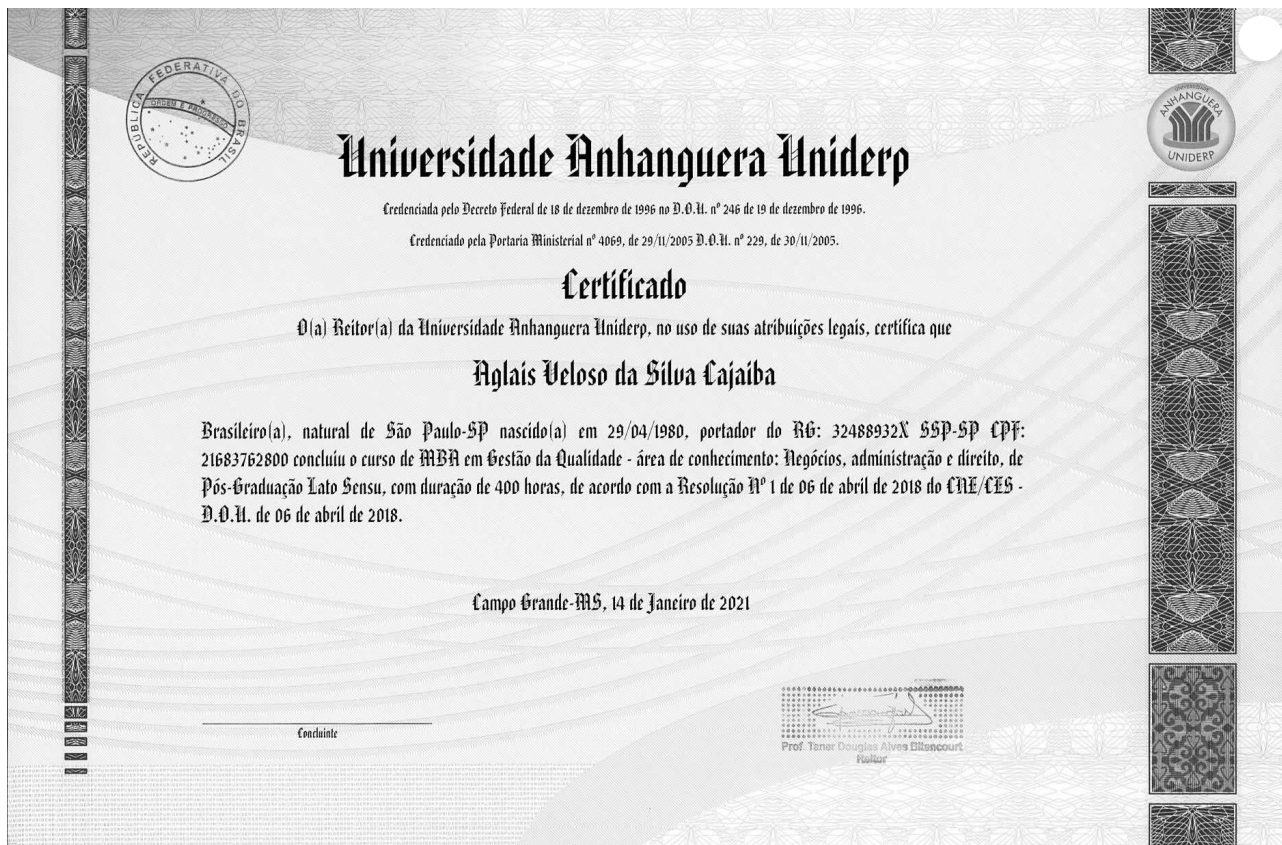 REPÚBLICA FEDERATIVA DO BRASIL
ORDEM E PROGRESSO
UNIVERSIDADE
ANHANGUERA
UNIDERP
Universidade Anhanguera Uniderp
Credenciada pelo Decreto Federal de 18 de dezembro de 1996 no D.O.U. nº 246 de 19 de dezembro de 1996.
Credenciado pela Portaria Ministerial nº 4069, de 29/11/2005 D.O.U. nº 229, de 30/11/2005.
Certificado
O(a) Reitor(a) da Universidade Anhanguera Uniderp, no uso de suas atribuições legais, certifica que
Aglais Veloso da Silva Cajaiba
Brasileiro(a), natural de São Paulo-SP nascido(a) em 29/04/1980, portador do RG: 32488932X SSP-SP CPF:
21683762800 concluiu o curso de MBA em Gestão da Qualidade - área de conhecimento: Negócios, administração e direito, de
Pós-Graduação Lato Sensu, com duração de 400 horas, de acordo com a Resolução Nº 1 de 06 de abril de 2018 do CNE/CES -
D.O.U. de 06 de abril de 2018.
Campo Grande-MS, 14 de Janeiro de 2021
Concluinte
Prof. Taner Douglas Alves Bitencourt
Reitor